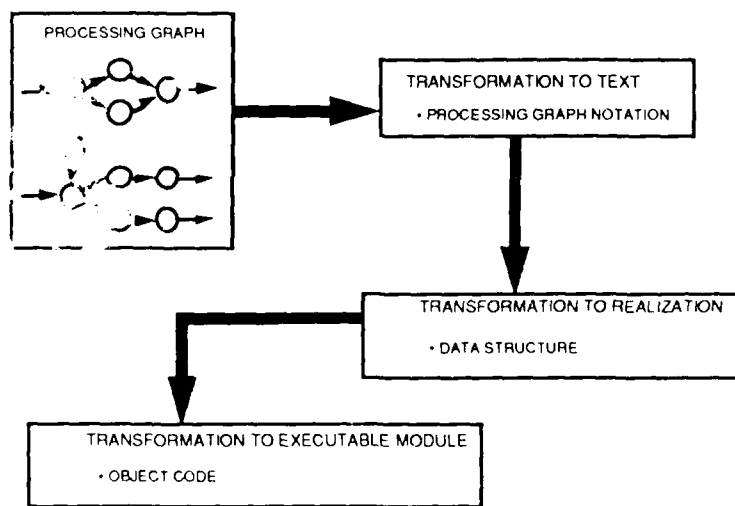 PROCESSING GRAPH
TRANSFORMATION TO TEXT
• PROCESSING GRAPH NOTATION
TRANSFORMATION TO REALIZATION
• DATA STRUCTURE
TRANSFORMATION TO EXECUTABLE MODULE
• OBJECT CODE